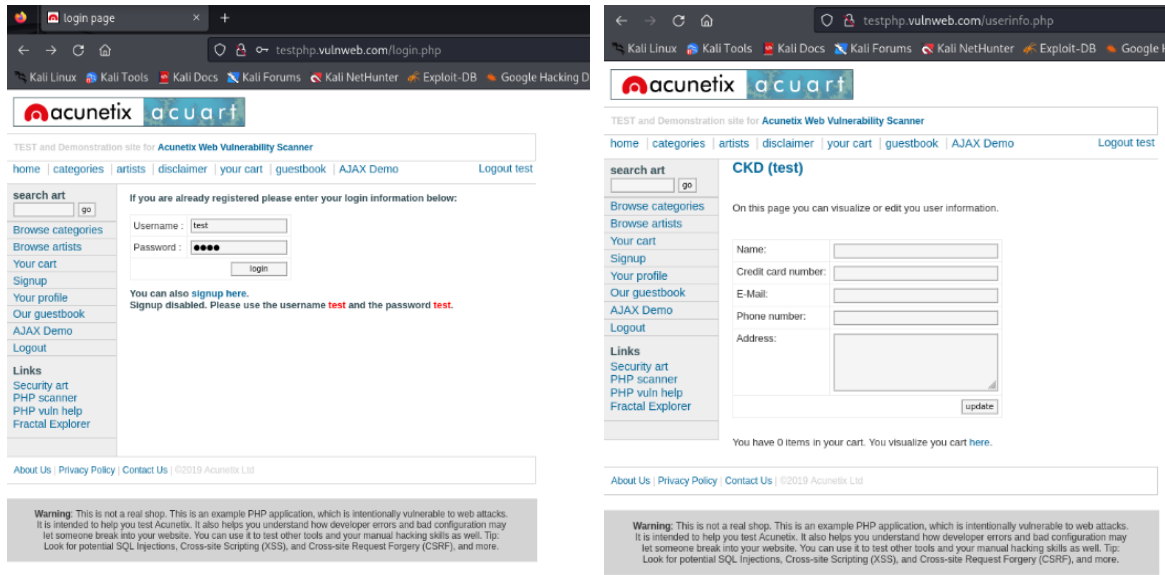 login page
testphp.vulnweb.com/login.php
Kali Linux Kali Tools Kali Docs Kali Forums Kali NetHunter Exploit-DB Google Hacking D
acunetix acuart
TEST and Demonstration site for Acunetix Web Vulnerability Scanner
home | categories | artists | disclaimer | your cart | guestbook | AJAX Demo Logout test
search art
go
Browse categories
Browse artists
Your cart
Signup
Your profile
Our guestbook
AJAX Demo
Logout
Links
Security art
PHP scanner
PHP vuln help
Fractal Explorer
If you are already registered please enter your login information below:
Username : test
Password : ●●●●
login
You can also signup here.
Signup disabled. Please use the username test and the password test.
About Us | Privacy Policy | Contact Us | ©2019 Acunetix Ltd
Warning: This is not a real shop. This is an example PHP application, which is intentionally vulnerable to web attacks.
It is intended to help you test Acunetix. It also helps you understand how developer errors and bad configuration may
let someone break into your website. You can use it to test other tools and your manual hacking skills as well. Tip:
Look for potential SQL Injections, Cross-site Scripting (XSS), and Cross-site Request Forgery (CSRF), and more.
testphp.vulnweb.com/userinfo.php
Kali Linux Kali Tools Kali Docs Kali Forums Kali NetHunter Exploit-DB Google H
acunetix acuart
TEST and Demonstration site for Acunetix Web Vulnerability Scanner
home | categories | artists | disclaimer | your cart | guestbook | AJAX Demo Logout test
search art
go
Browse categories
Browse artists
Your cart
Signup
Your profile
Our guestbook
AJAX Demo
Logout
Links
Security art
PHP scanner
PHP vuln help
Fractal Explorer
CKD (test)
On this page you can visualize or edit you user information.
Name:
Credit card number:
E-Mail:
Phone number:
Address:
update
You have 0 items in your cart. You visualize you cart here.
About Us | Privacy Policy | Contact Us | ©2019 Acunetix Ltd
Warning: This is not a real shop. This is an example PHP application, which is intentionally vulnerable to web attacks.
It is intended to help you test Acunetix. It also helps you understand how developer errors and bad configuration may
let someone break into your website. You can use it to test other tools and your manual hacking skills as well. Tip:
Look for potential SQL Injections, Cross-site Scripting (XSS), and Cross-site Request Forgery (CSRF), and more.